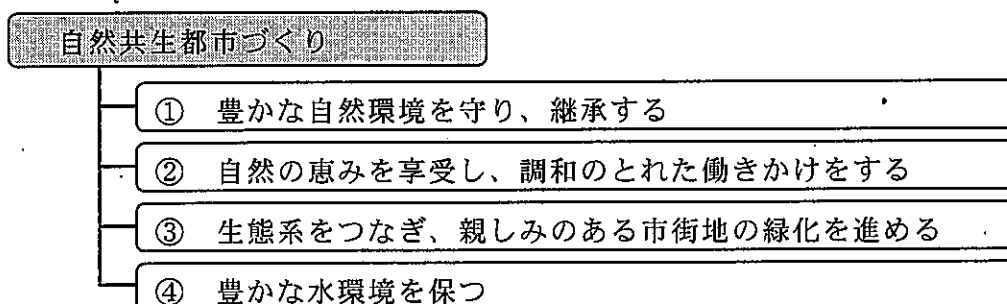 自然共生都市づくり
① 豊かな自然環境を守り、継承する
② 自然の恵みを享受し、調和のとれた働きかけをする
③ 生態系をつなぎ、親しみのある市街地の緑化を進める
④ 豊かな水環境を保つ